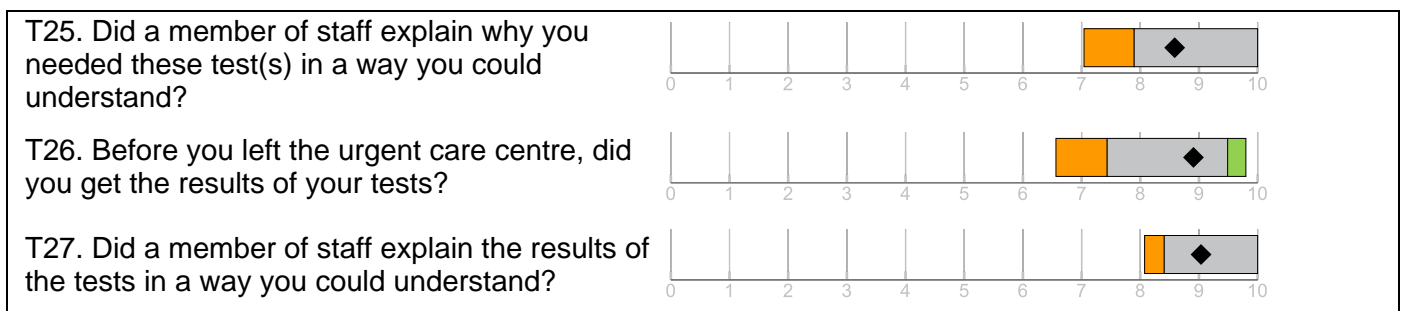 T25. Did a member of staff explain why you
needed these test(s) in a way you could
understand?
0 1 2 3 4 5 6 7 8 9 10
T26. Before you left the urgent care centre, did
you get the results of your tests?
0 1 2 3 4 5 6 7 8 9 10
T27. Did a member of staff explain the results of
the tests in a way you could understand?
0 1 2 3 4 5 6 7 8 9 10